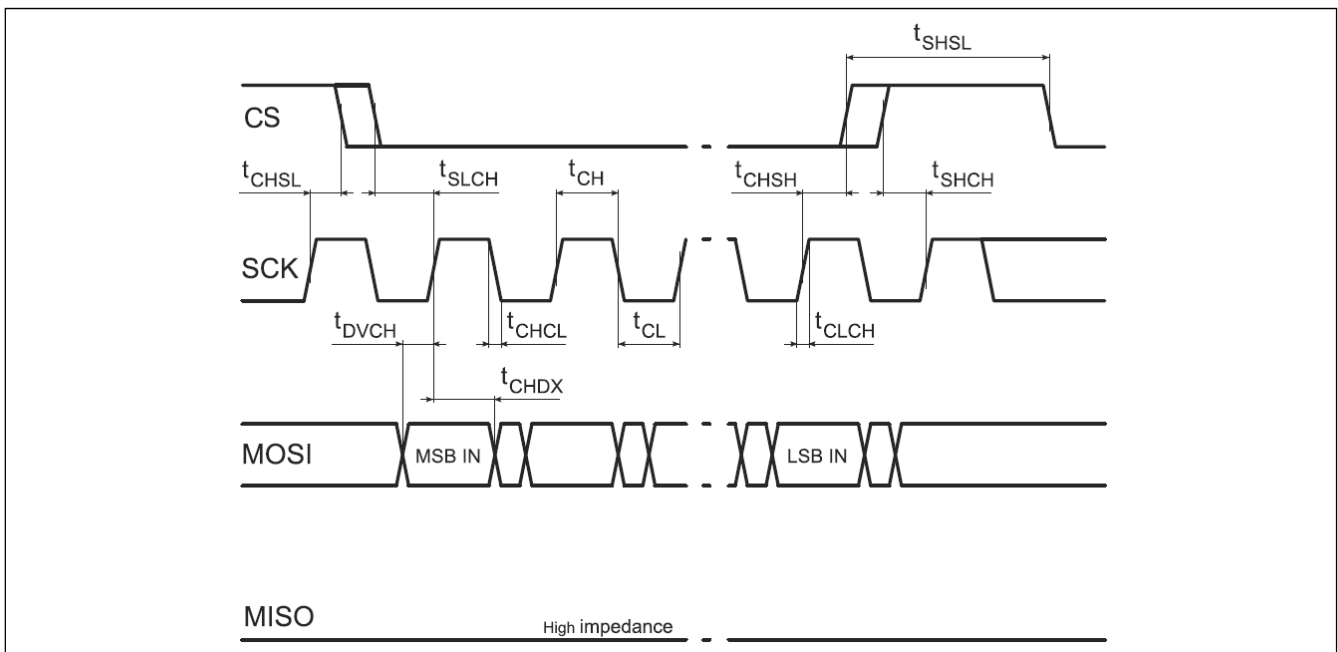 tSHSL
CS
tCHSL tSLCH tCH tCHSH tSHCH
SCK
tDVCH tCHCL tCL tCLCH
tCHDX
MOSI MSB IN LSB IN
MISO High impedance